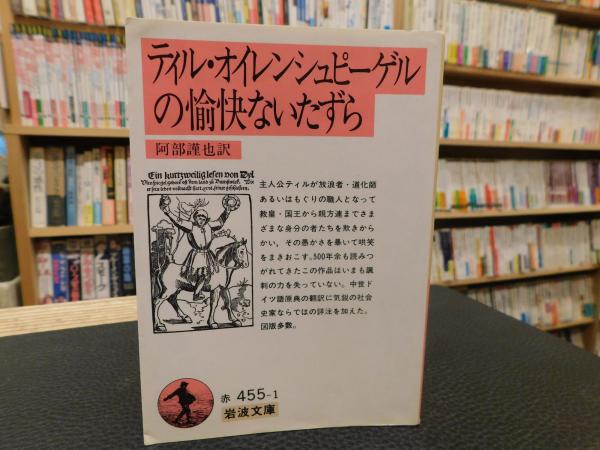 ティル・オイレンシュピーゲル
の愉快ないたずら
阿部謹也訳
Ein kurtzweilig lesen von Dyl
主人公ティルが放浪者・道化師
あるいはもぐりの職人となって
教皇・国王から親方連までさま
ざまな身分の者たちを欺きから
かい，その愚かさを暴いて哄笑
をまきおこす。500年余も読みつ
がれてきたこの作品はいまも諷
刺の力を失っていない。中世ド
イツ語原典の翻訳に気鋭の社会
史家ならではの詳注を加えた。
図版多数。
赤 455-1
岩波文庫